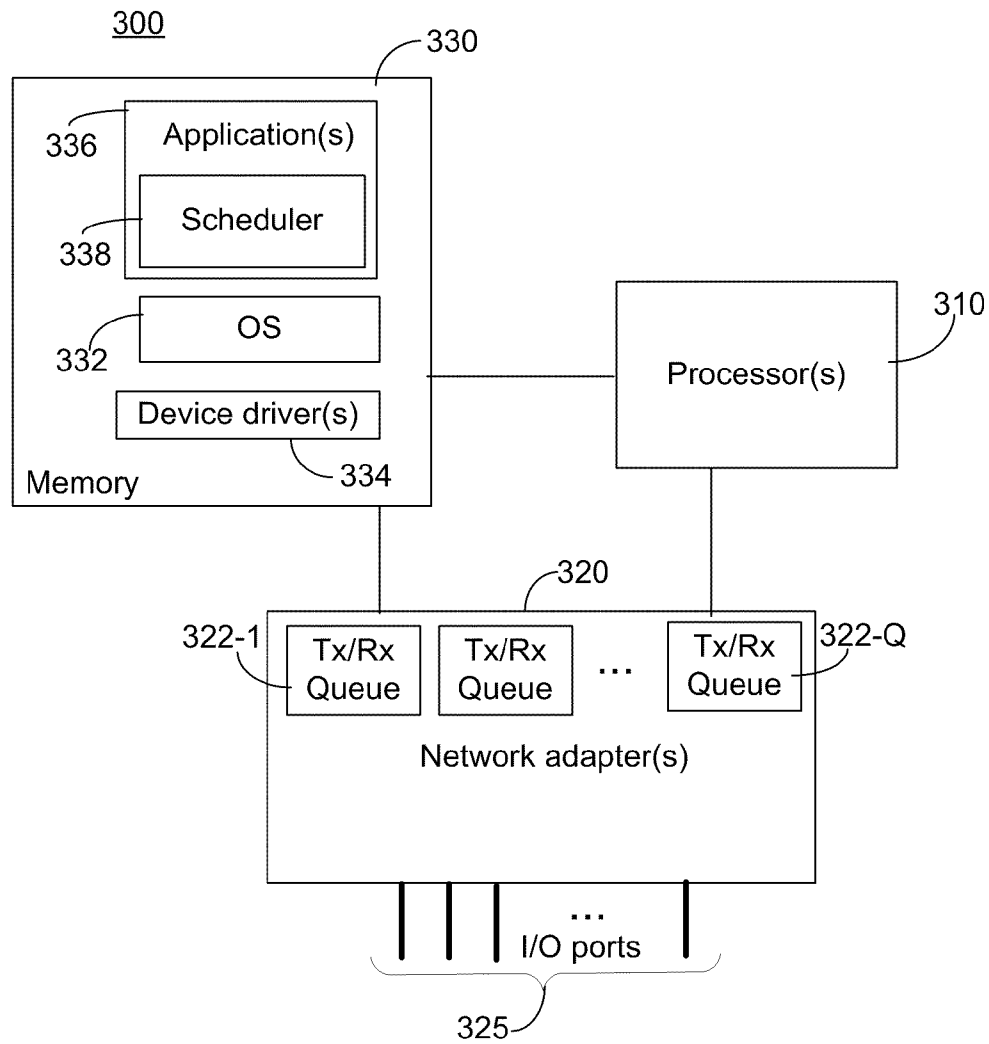 300
330
336
Application(s)
338
Scheduler
332
OS
310
Processor(s)
Device driver(s)
334
Memory
320
322-1
Tx/Rx
Queue
Tx/Rx
Queue
...
Tx/Rx
Queue
322-Q
Network adapter(s)
...
I/O ports
325